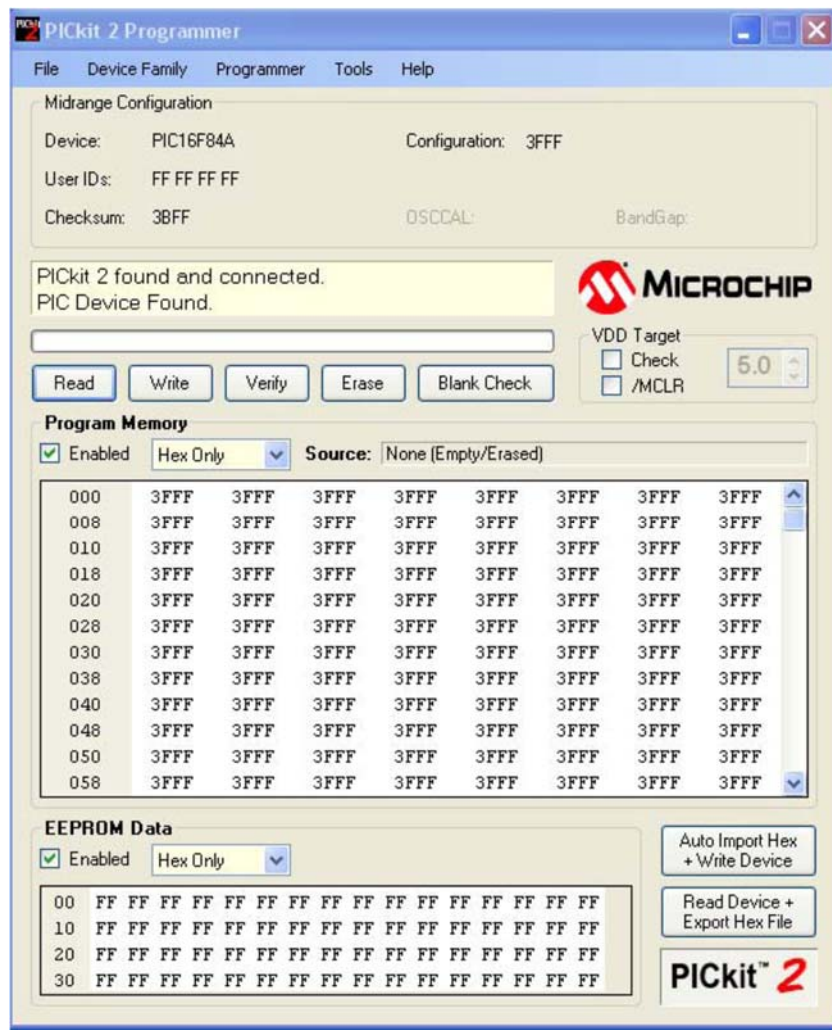 PICkit 2 Programmer
File Device Family Programmer Tools Help
Midrange Configuration
Device: PIC16F84A Configuration: 3FFF
User IDs: FF FF FF FF
Checksum: 3BFF OSCCAL: BandGap:
PICkit 2 found and connected.
PIC Device Found.
MICROCHIP
VDD Target
Check
/MCLR
5.0
Read Write Verify Erase Blank Check
Program Memory
Enabled Hex Only Source: None (Empty/Erased)
000 3FFF 3FFF 3FFF 3FFF 3FFF 3FFF 3FFF 3FFF
008 3FFF 3FFF 3FFF 3FFF 3FFF 3FFF 3FFF 3FFF
010 3FFF 3FFF 3FFF 3FFF 3FFF 3FFF 3FFF 3FFF
018 3FFF 3FFF 3FFF 3FFF 3FFF 3FFF 3FFF 3FFF
020 3FFF 3FFF 3FFF 3FFF 3FFF 3FFF 3FFF 3FFF
028 3FFF 3FFF 3FFF 3FFF 3FFF 3FFF 3FFF 3FFF
030 3FFF 3FFF 3FFF 3FFF 3FFF 3FFF 3FFF 3FFF
038 3FFF 3FFF 3FFF 3FFF 3FFF 3FFF 3FFF 3FFF
040 3FFF 3FFF 3FFF 3FFF 3FFF 3FFF 3FFF 3FFF
048 3FFF 3FFF 3FFF 3FFF 3FFF 3FFF 3FFF 3FFF
050 3FFF 3FFF 3FFF 3FFF 3FFF 3FFF 3FFF 3FFF
058 3FFF 3FFF 3FFF 3FFF 3FFF 3FFF 3FFF 3FFF
EEPROM Data
Enabled Hex Only
00 FF FF FF FF FF FF FF FF FF FF FF FF FF FF FF FF
10 FF FF FF FF FF FF FF FF FF FF FF FF FF FF FF FF
20 FF FF FF FF FF FF FF FF FF FF FF FF FF FF FF FF
30 FF FF FF FF FF FF FF FF FF FF FF FF FF FF FF FF
Auto Import Hex
+ Write Device
Read Device +
Export Hex File
PICkit™ 2